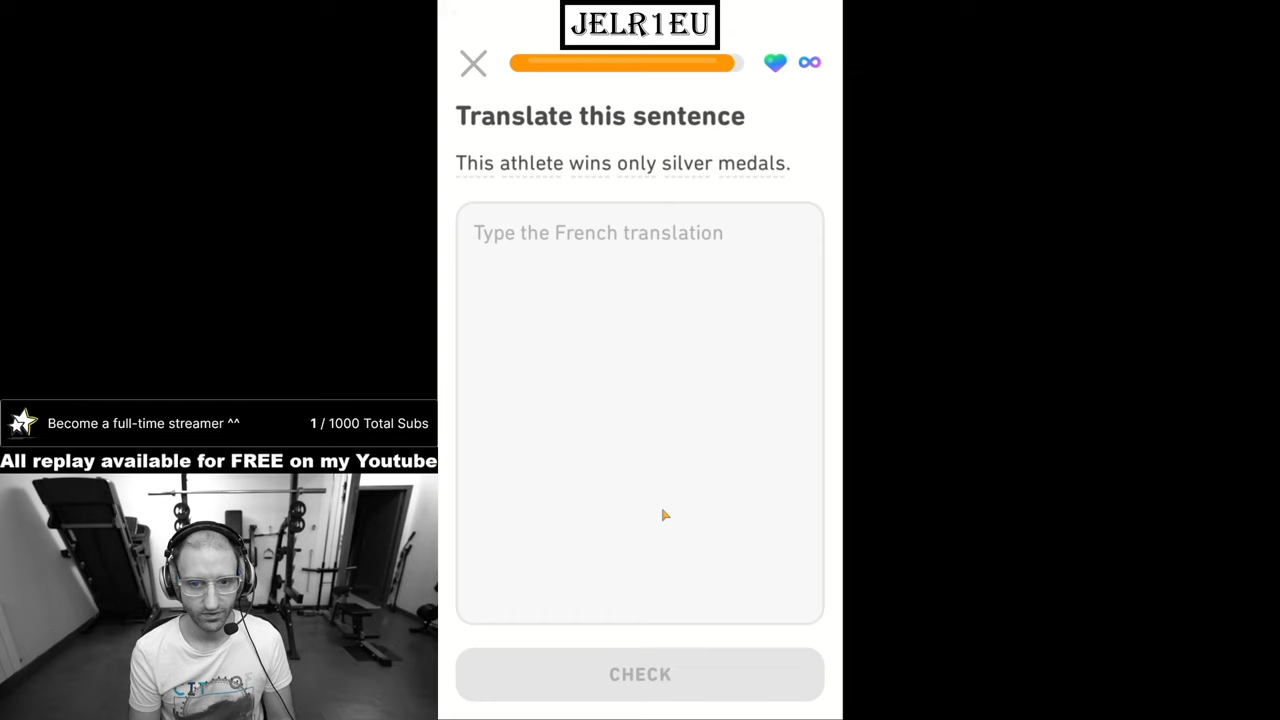 JELR1EU
Translate this sentence
This athlete wins only silver medals.
Type the French translation
Become a full-time streamer ^^ 1 / 1000 Total Subs
All replay available for FREE on my Youtube
CHECK